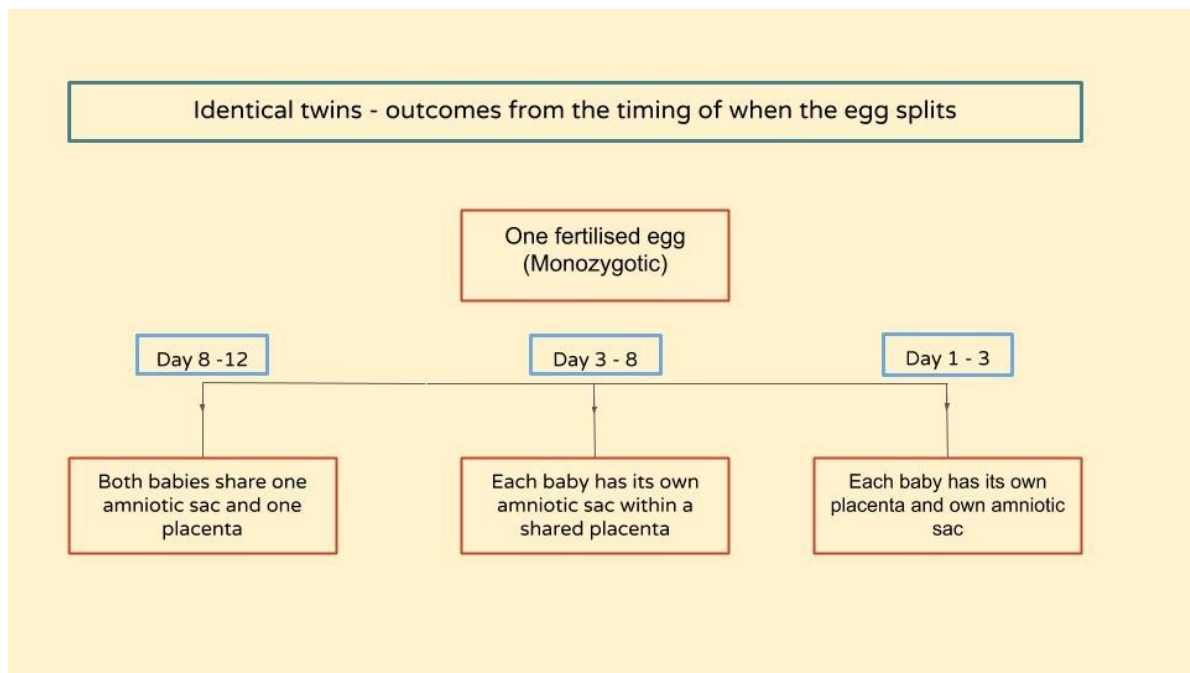 Identical twins - outcomes from the timing of when the egg splits
One fertilised egg
(Monozygotic)
Day 8 -12
Day 3 - 8
Day 1 - 3
Both babies share one
amniotic sac and one
placenta
Each baby has its own
amniotic sac within a
shared placenta
Each baby has its own
placenta and own amniotic
sac